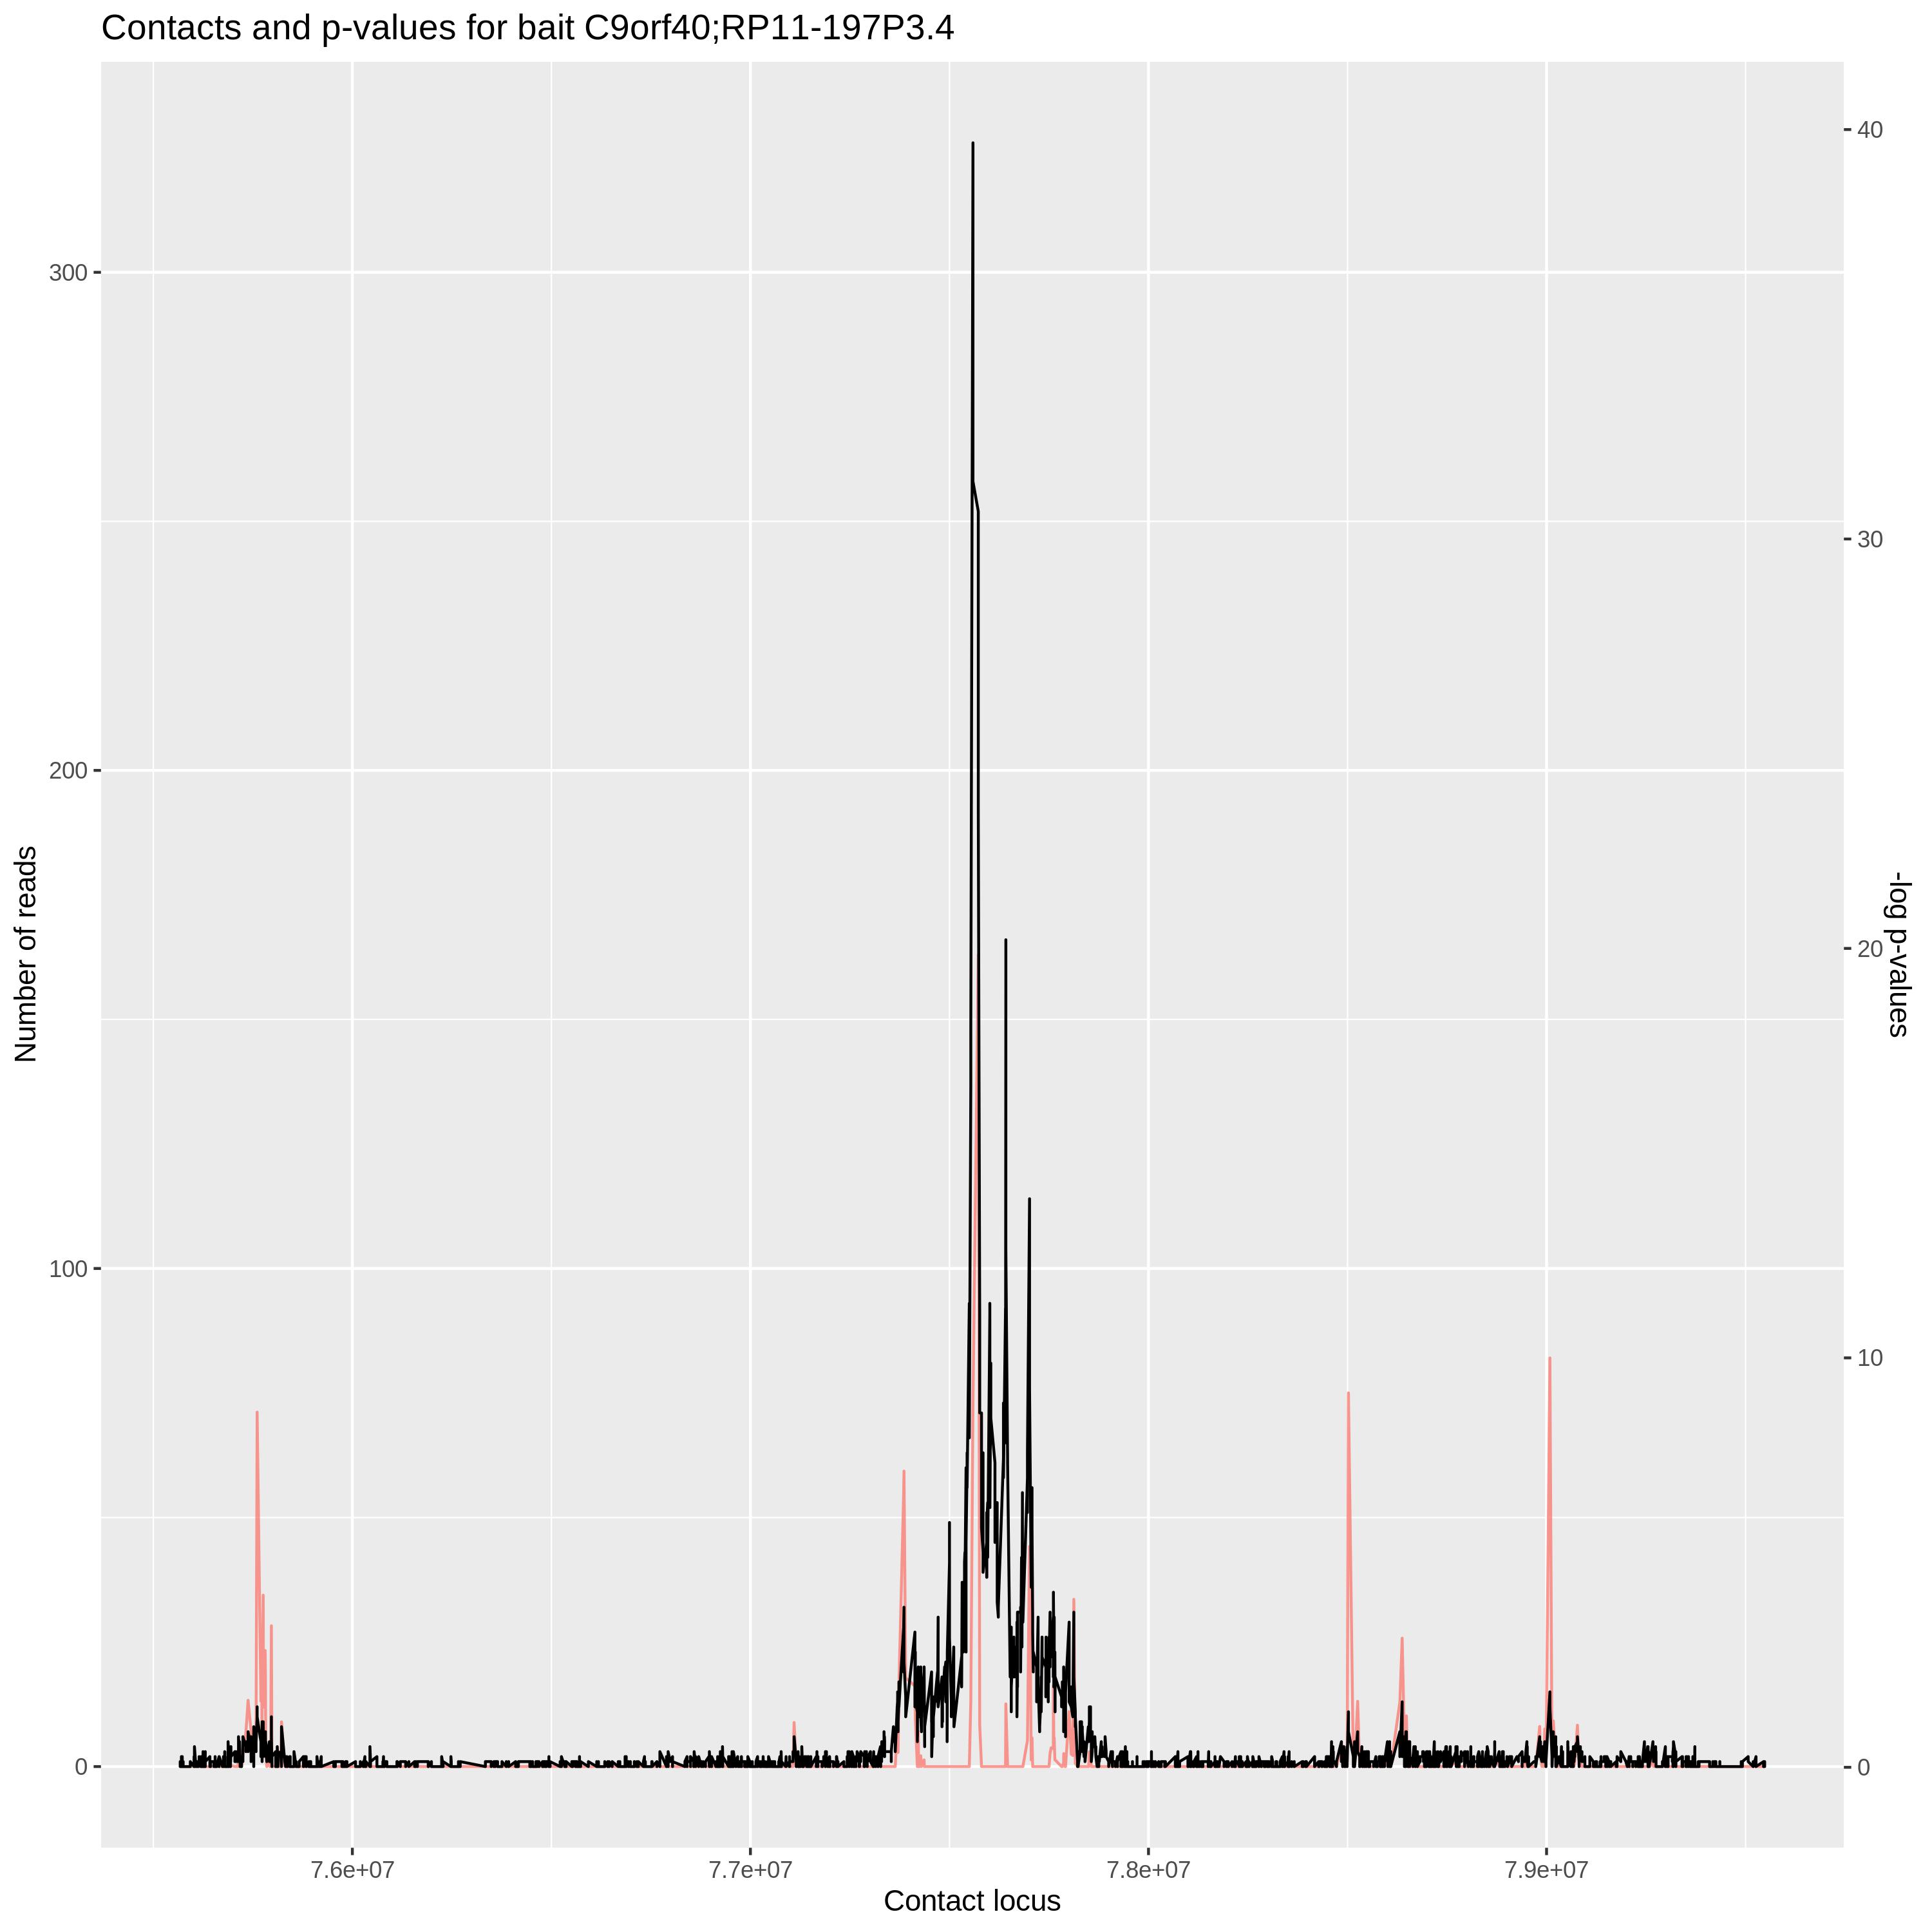 Contacts and p-values for bait C9orf40;RP11-197P3.4
300
200
100
0
Number of reads
40
30
20
10
0
-log p-values
7.6e+07
7.7e+07
7.8e+07
7.9e+07
Contact locus